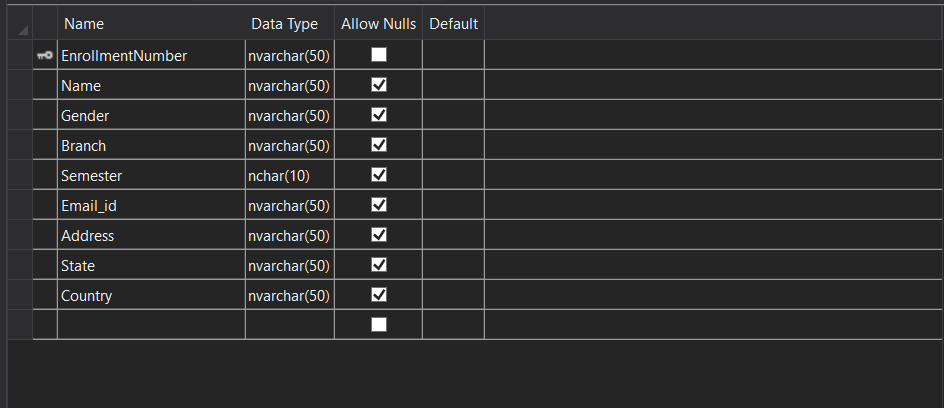 Name Data Type Allow Nulls Default
EnrollmentNumber nvarchar(50)
Name nvarchar(50)
Gender nvarchar(50)
Branch nvarchar(50)
Semester nchar(10)
Email_id nvarchar(50)
Address nvarchar(50)
State nvarchar(50)
Country nvarchar(50)